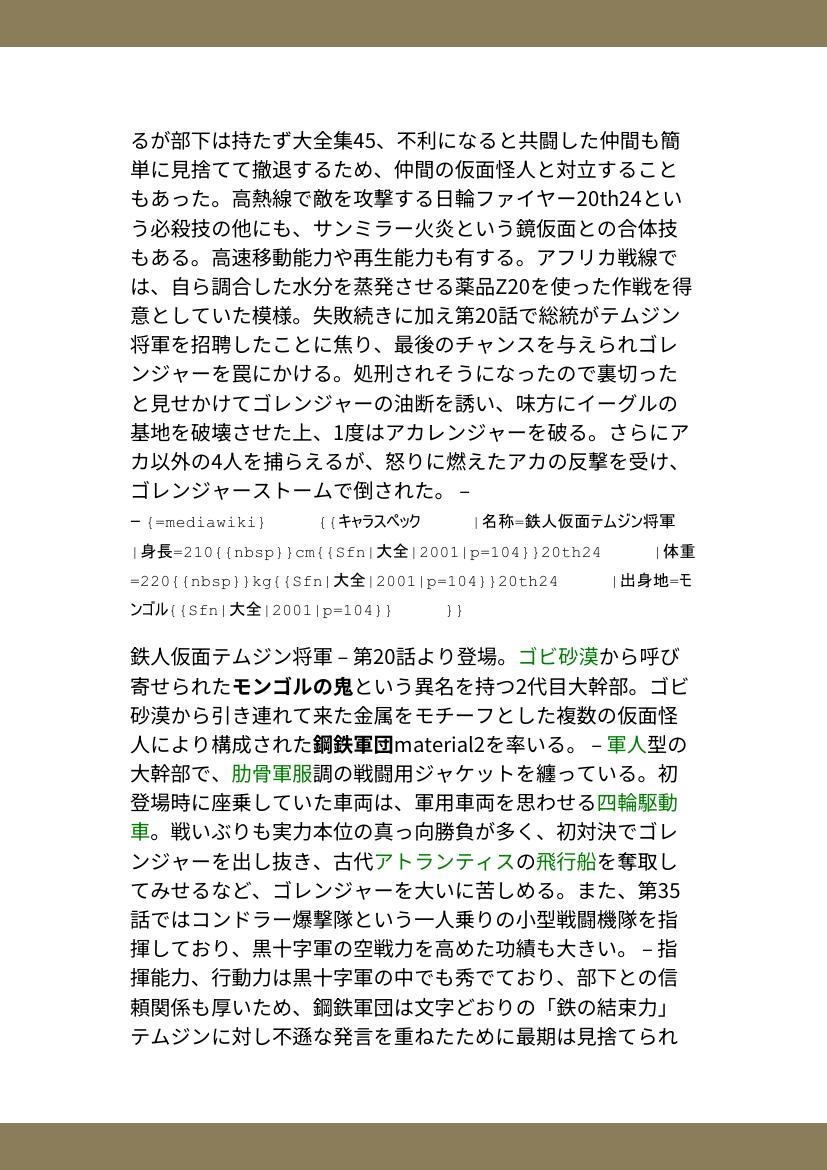 るが部下は持たず大全集45、不利になると共闘した仲間も簡
単に見捨てて撤退するため、仲間の仮面怪人と対立すること
もあった。高熱線で敵を攻撃する日輪ファイヤー20th24とい
う必殺技の他にも、サンミラー火炎という鏡仮面との合体技
もある。高速移動能力や再生能力も有する。アフリカ戦線で
は、自ら調合した水分を蒸発させる薬品Z20を使った作戦を得
意としていた模様。失敗続きに加え第20話で総統がテムジン
将軍を招聘したことに焦り、最後のチャンスを与えられゴレ
ンジャーを罠にかける。処刑されそうになったので裏切った
と見せかけてゴレンジャーの油断を誘い、味方にイーグルの
基地を破壊させた上、1度はアカレンジャーを破る。さらにア
カ以外の4人を捕らえるが、怒りに燃えたアカの反撃を受け、
ゴレンジャーストームで倒された。 –
– {=mediawiki} {{キャラスペック |名称=鉄人仮面テムジン将軍
|身長=210{{nbsp}}cm{{Sfn|大全|2001|p=104}}20th24 |体重
=220{{nbsp}}kg{{Sfn|大全|2001|p=104}}20th24 |出身地=モ
ンゴル{{Sfn|大全|2001|p=104}} }}
鉄人仮面テムジン将軍 – 第20話より登場。ゴビ砂漠から呼び
寄せられたモンゴルの鬼という異名を持つ2代目大幹部。ゴビ
砂漠から引き連れて来た金属をモチーフとした複数の仮面怪
人により構成された鋼鉄軍団material2を率いる。 – 軍人型の
大幹部で、肋骨軍服調の戦闘用ジャケットを纏っている。初
登場時に座乗していた車両は、軍用車両を思わせる四輪駆動
車。戦いぶりも実力本位の真っ向勝負が多く、初対決でゴレ
ンジャーを出し抜き、古代アトランティスの飛行船を奪取し
てみせるなど、ゴレンジャーを大いに苦しめる。また、第35
話ではコンドラー爆撃隊という一人乗りの小型戦闘機隊を指
揮しており、黒十字軍の空戦力を高めた功績も大きい。 – 指
揮能力、行動力は黒十字軍の中でも秀でており、部下との信
頼関係も厚いため、鋼鉄軍団は文字どおりの「鉄の結束力」
テムジンに対し不遜な発言を重ねたために最期は見捨てられ